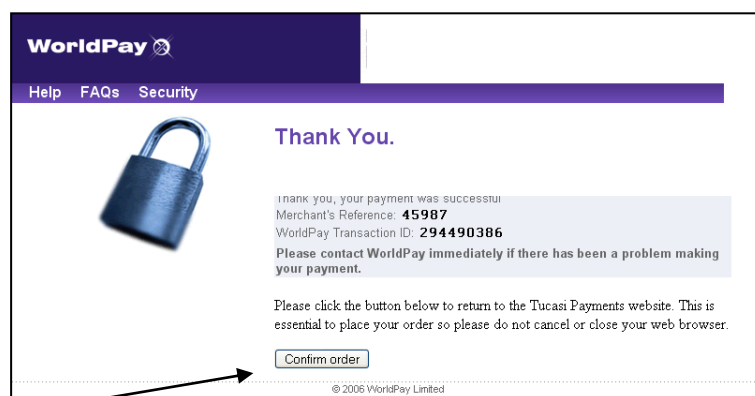 WorldPay
Help FAQs Security
Thank You.
Thank you, your payment was successful
Merchant's Reference: 45987
WorldPay Transaction ID: 294490386
Please contact WorldPay immediately if there has been a problem making
your payment.
Please click the button below to return to the Tucasi Payments website. This is
essential to place your order so please do not cancel or close your web browser.
Confirm order
© 2006 WorldPay Limited